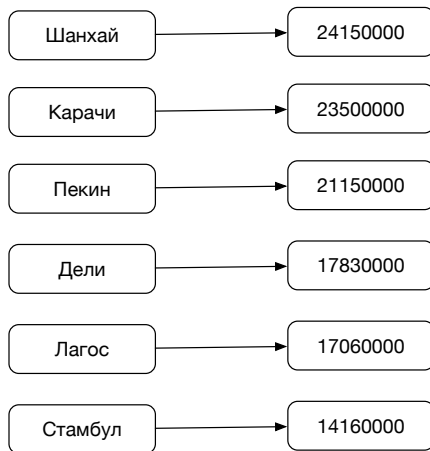 Шанхай 24150000
Карачи 23500000
Пекин 21150000
Дели 17830000
Лагос 17060000
Стамбул 14160000